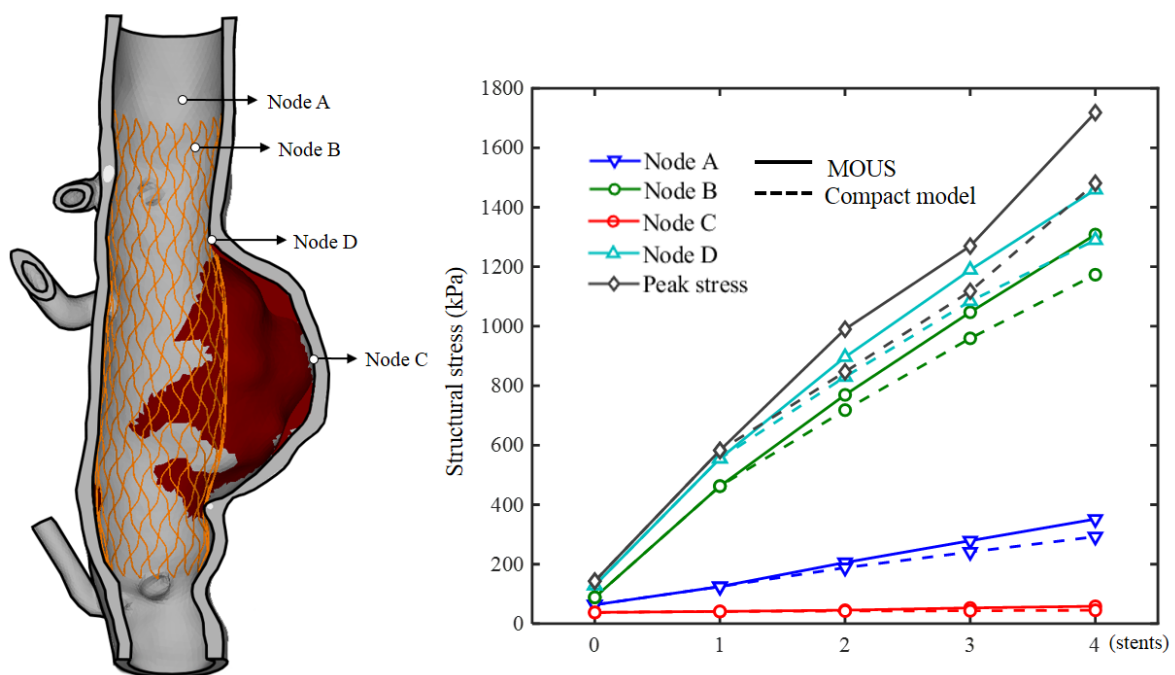 Node A
Node B
Node D
Node C
Structural stress (kPa)
1800
1600
1400
1200
1000
800
600
400
200
0
Node A
Node B
Node C
Node D
Peak stress
MOUS
Compact model
0 1 2 3 4 (stents)